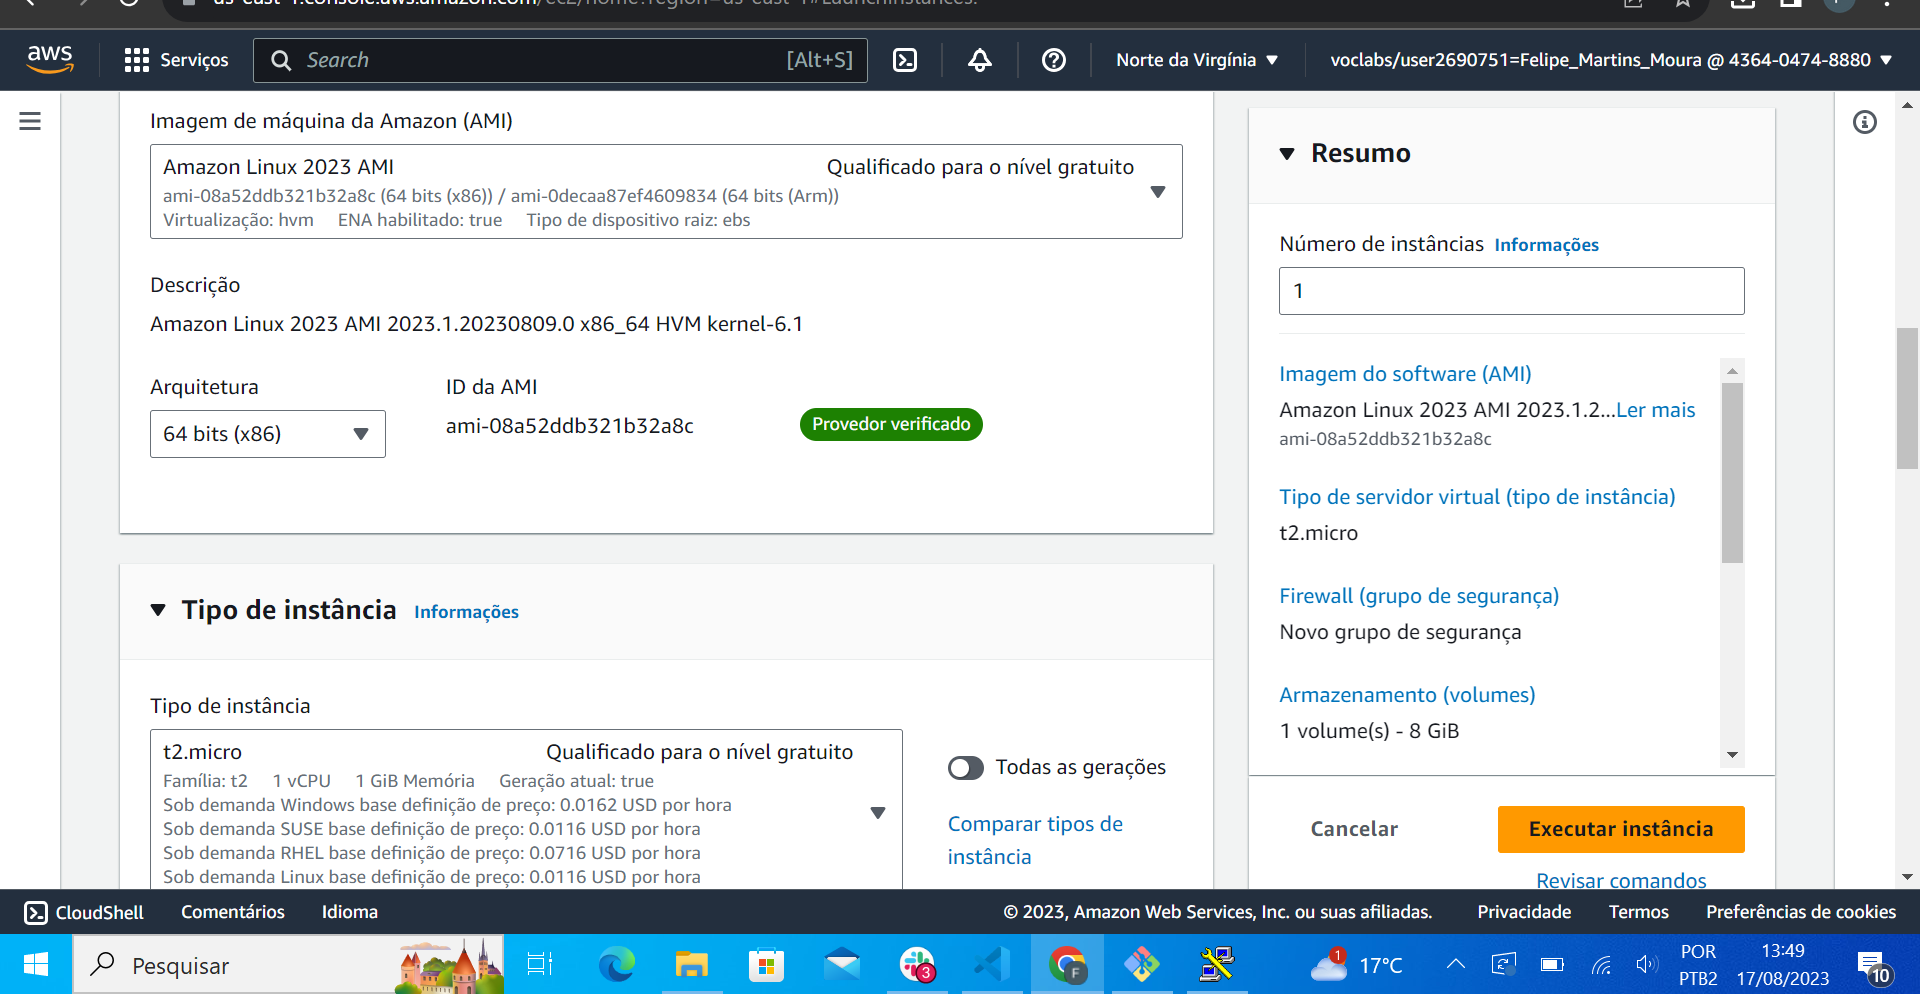 us-east-1.console.aws.amazon.com/ec2/home?region=us-east-1#LaunchInstances:
aws
Serviços
Search
[Alt+S]
Norte da Virgínia
voclabs/user2690751=Felipe_Martins_Moura @ 4364-0474-8880
Imagem de máquina da Amazon (AMI)
Amazon Linux 2023 AMI
Qualificado para o nível gratuito
ami-08a52ddb321b32a8c (64 bits (x86)) / ami-0decaa87ef4609834 (64 bits (Arm))
Virtualização: hvm ENA habilitado: true Tipo de dispositivo raiz: ebs
Descrição
Amazon Linux 2023 AMI 2023.1.20230809.0 x86_64 HVM kernel-6.1
Arquitetura
ID da AMI
64 bits (x86)
ami-08a52ddb321b32a8c
Provedor verificado
Tipo de instância Informações
Tipo de instância
t2.micro
Qualificado para o nível gratuito
Família: t2 1 vCPU 1 GiB Memória Geração atual: true
Sob demanda Windows base definição de preço: 0.0162 USD por hora
Sob demanda SUSE base definição de preço: 0.0116 USD por hora
Sob demanda RHEL base definição de preço: 0.0716 USD por hora
Sob demanda Linux base definição de preço: 0.0116 USD por hora
Todas as gerações
Comparar tipos de
instância
Resumo
Número de instâncias Informações
1
Imagem do software (AMI)
Amazon Linux 2023 AMI 2023.1.2...Ler mais
ami-08a52ddb321b32a8c
Tipo de servidor virtual (tipo de instância)
t2.micro
Firewall (grupo de segurança)
Novo grupo de segurança
Armazenamento (volumes)
1 volume(s) - 8 GiB
Cancelar
Executar instância
Revisar comandos
CloudShell
Comentários
Idioma
© 2023, Amazon Web Services, Inc. ou suas afiliadas.
Privacidade
Termos
Preferências de cookies
Pesquisar
3
F
1
17°C
POR
PTB2
13:49
17/08/2023
10